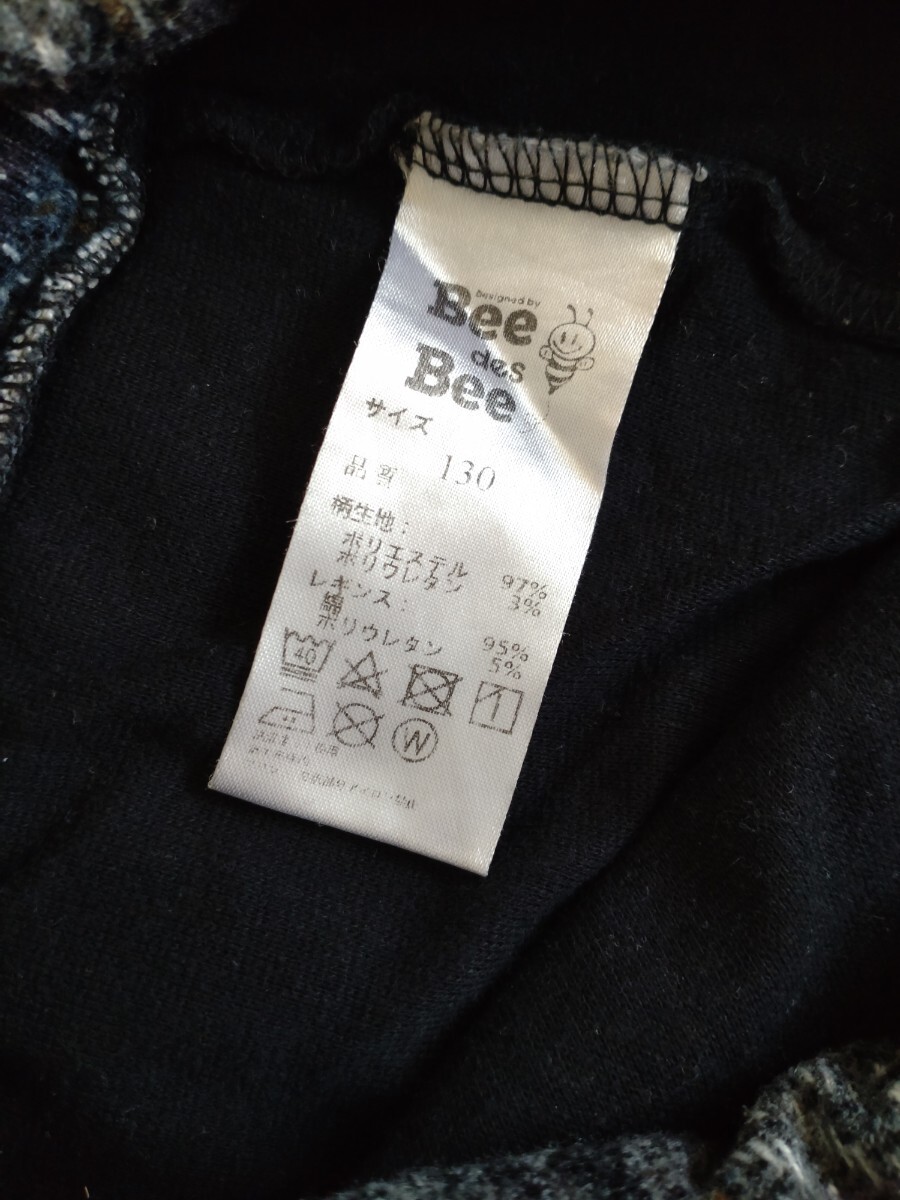 Designed by
Bee
des
Bee
サイズ
品番 130
柄生地:
ポリエステル 97%
ポリウレタン 3%
レギンス:
綿 95%
ポリウレタン 5%
40
W